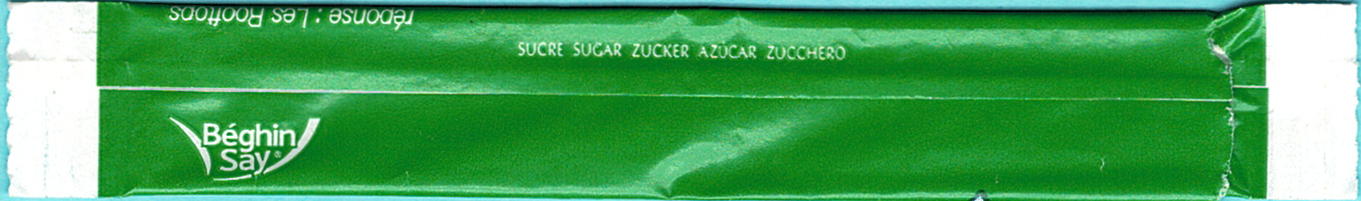 réponse : Les Rooftops
SUCRE SUGAR ZUCKER AZÚCAR ZUCCHERO
Béghin
Say®